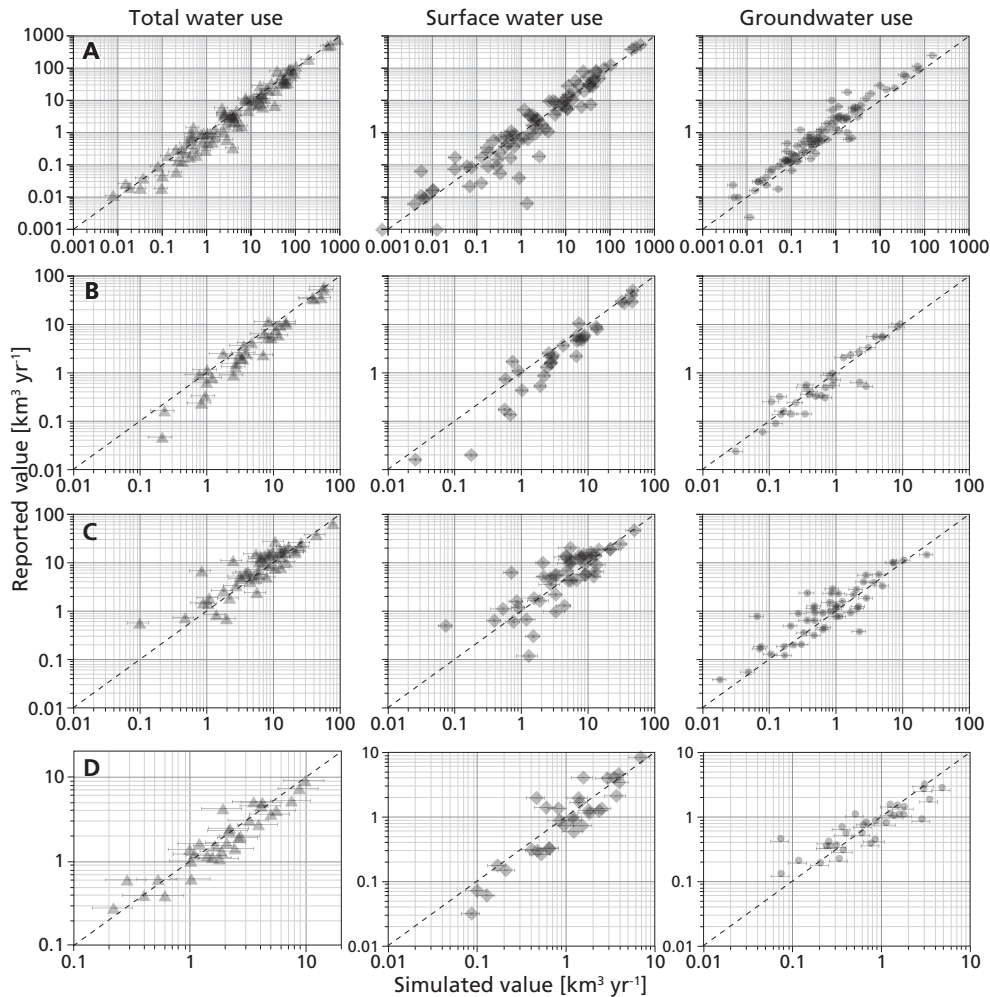 Total water use
Surface water use
Groundwater use
A
1000
100
10
1
0.1
0.01
0.001
0.001 0.01 0.1 1 10 100 1000
1
0.001 0.01 0.1 1 10 100 1000
1
0.001 0.01 0.1 1 10 100 1000
B
100
10
1
0.1
0.01
0.01 0.1 1 10 100
1
0.01 0.1 1 10 100
1
0.01 0.1 1 10 100
Reported value [km³ yr⁻¹]
C
100
10
1
0.1
0.01
0.01 0.1 1 10 100
0.01 0.1 1 10 100
0.01 0.1 1 10 100
D
10
1
0.1
0.1 1 10
10
1
0.1
0.01
0.01 0.1 1 10
10
1
0.1
0.01
0.01 0.1 1 10
Simulated value [km³ yr⁻¹]